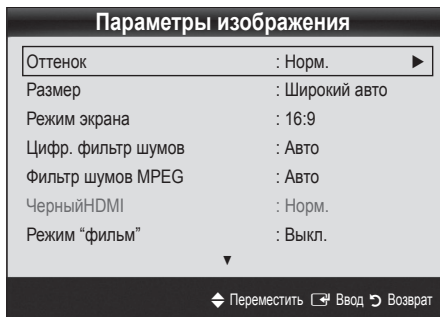 Параметры изображения
Оттенок : Норм. ►
Размер : Широкий авто
Режим экрана : 16:9
Цифр. фильтр шумов : Авто
Фильтр шумов MPEG : Авто
ЧерныйHDMI : Норм.
Режим “фильм” : Выкл.
▼
Переместить Ввод Возврат